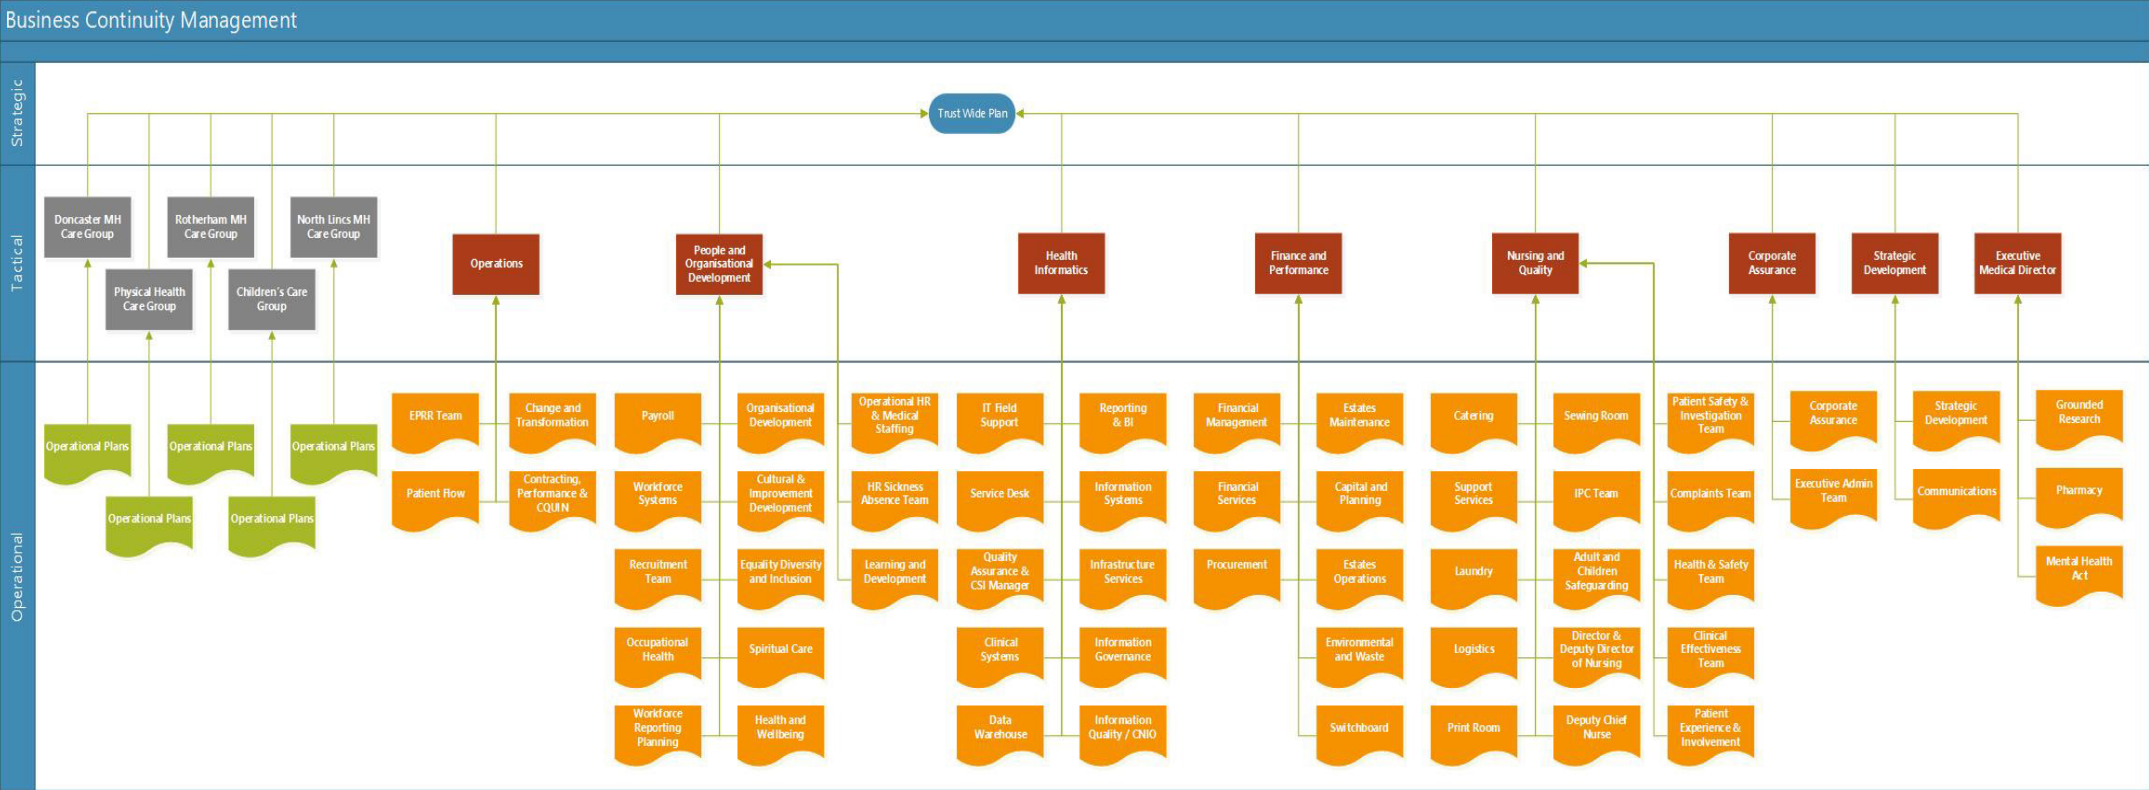 Business Continuity Management
Strategic
Trust Wide Plan
Tactical
Doncaster MH
Care Group
Rotherham MH
Care Group
North Lincs MH
Care Group
Physical Health
Care Group
Children's Care
Group
Operations
People and
Organisational
Development
Health
Informatics
Finance and
Performance
Nursing and
Quality
Corporate
Assurance
Strategic
Development
Executive
Medical Director
Operational
Operational Plans
Operational Plans
Operational Plans
Operational Plans
Operational Plans
EPRR Team
Change and
Transformation
Patient Flow
Contracting,
Performance &
CQUIN
Payroll
Organisational
Development
Operational HR
& Medical
Staffing
Workforce
Systems
Cultural &
Improvement
Development
HR Sickness
Absence Team
Recruitment
Team
Equality Diversity
and Inclusion
Learning and
Development
Occupational
Health
Spiritual Care
Workforce
Reporting
Planning
Health and
Wellbeing
IT Field
Support
Reporting
& BI
Service Desk
Information
Systems
Quality
Assurance &
CSI Manager
Infrastructure
Services
Clinical
Systems
Information
Governance
Data
Warehouse
Information
Quality / CNIO
Financial
Management
Estates
Maintenance
Financial
Services
Capital and
Planning
Procurement
Estates
Operations
Environmental
and Waste
Switchboard
Catering
Sewing Room
Patient Safety &
Investigation
Team
Support
Services
IPC Team
Complaints Team
Laundry
Adult and
Children
Safeguarding
Health & Safety
Team
Logistics
Director &
Deputy Director
of Nursing
Clinical
Effectiveness
Team
Print Room
Deputy Chief
Nurse
Patient
Experience &
Involvement
Corporate
Assurance
Executive Admin
Team
Strategic
Development
Communications
Grounded
Research
Pharmacy
Mental Health
Act